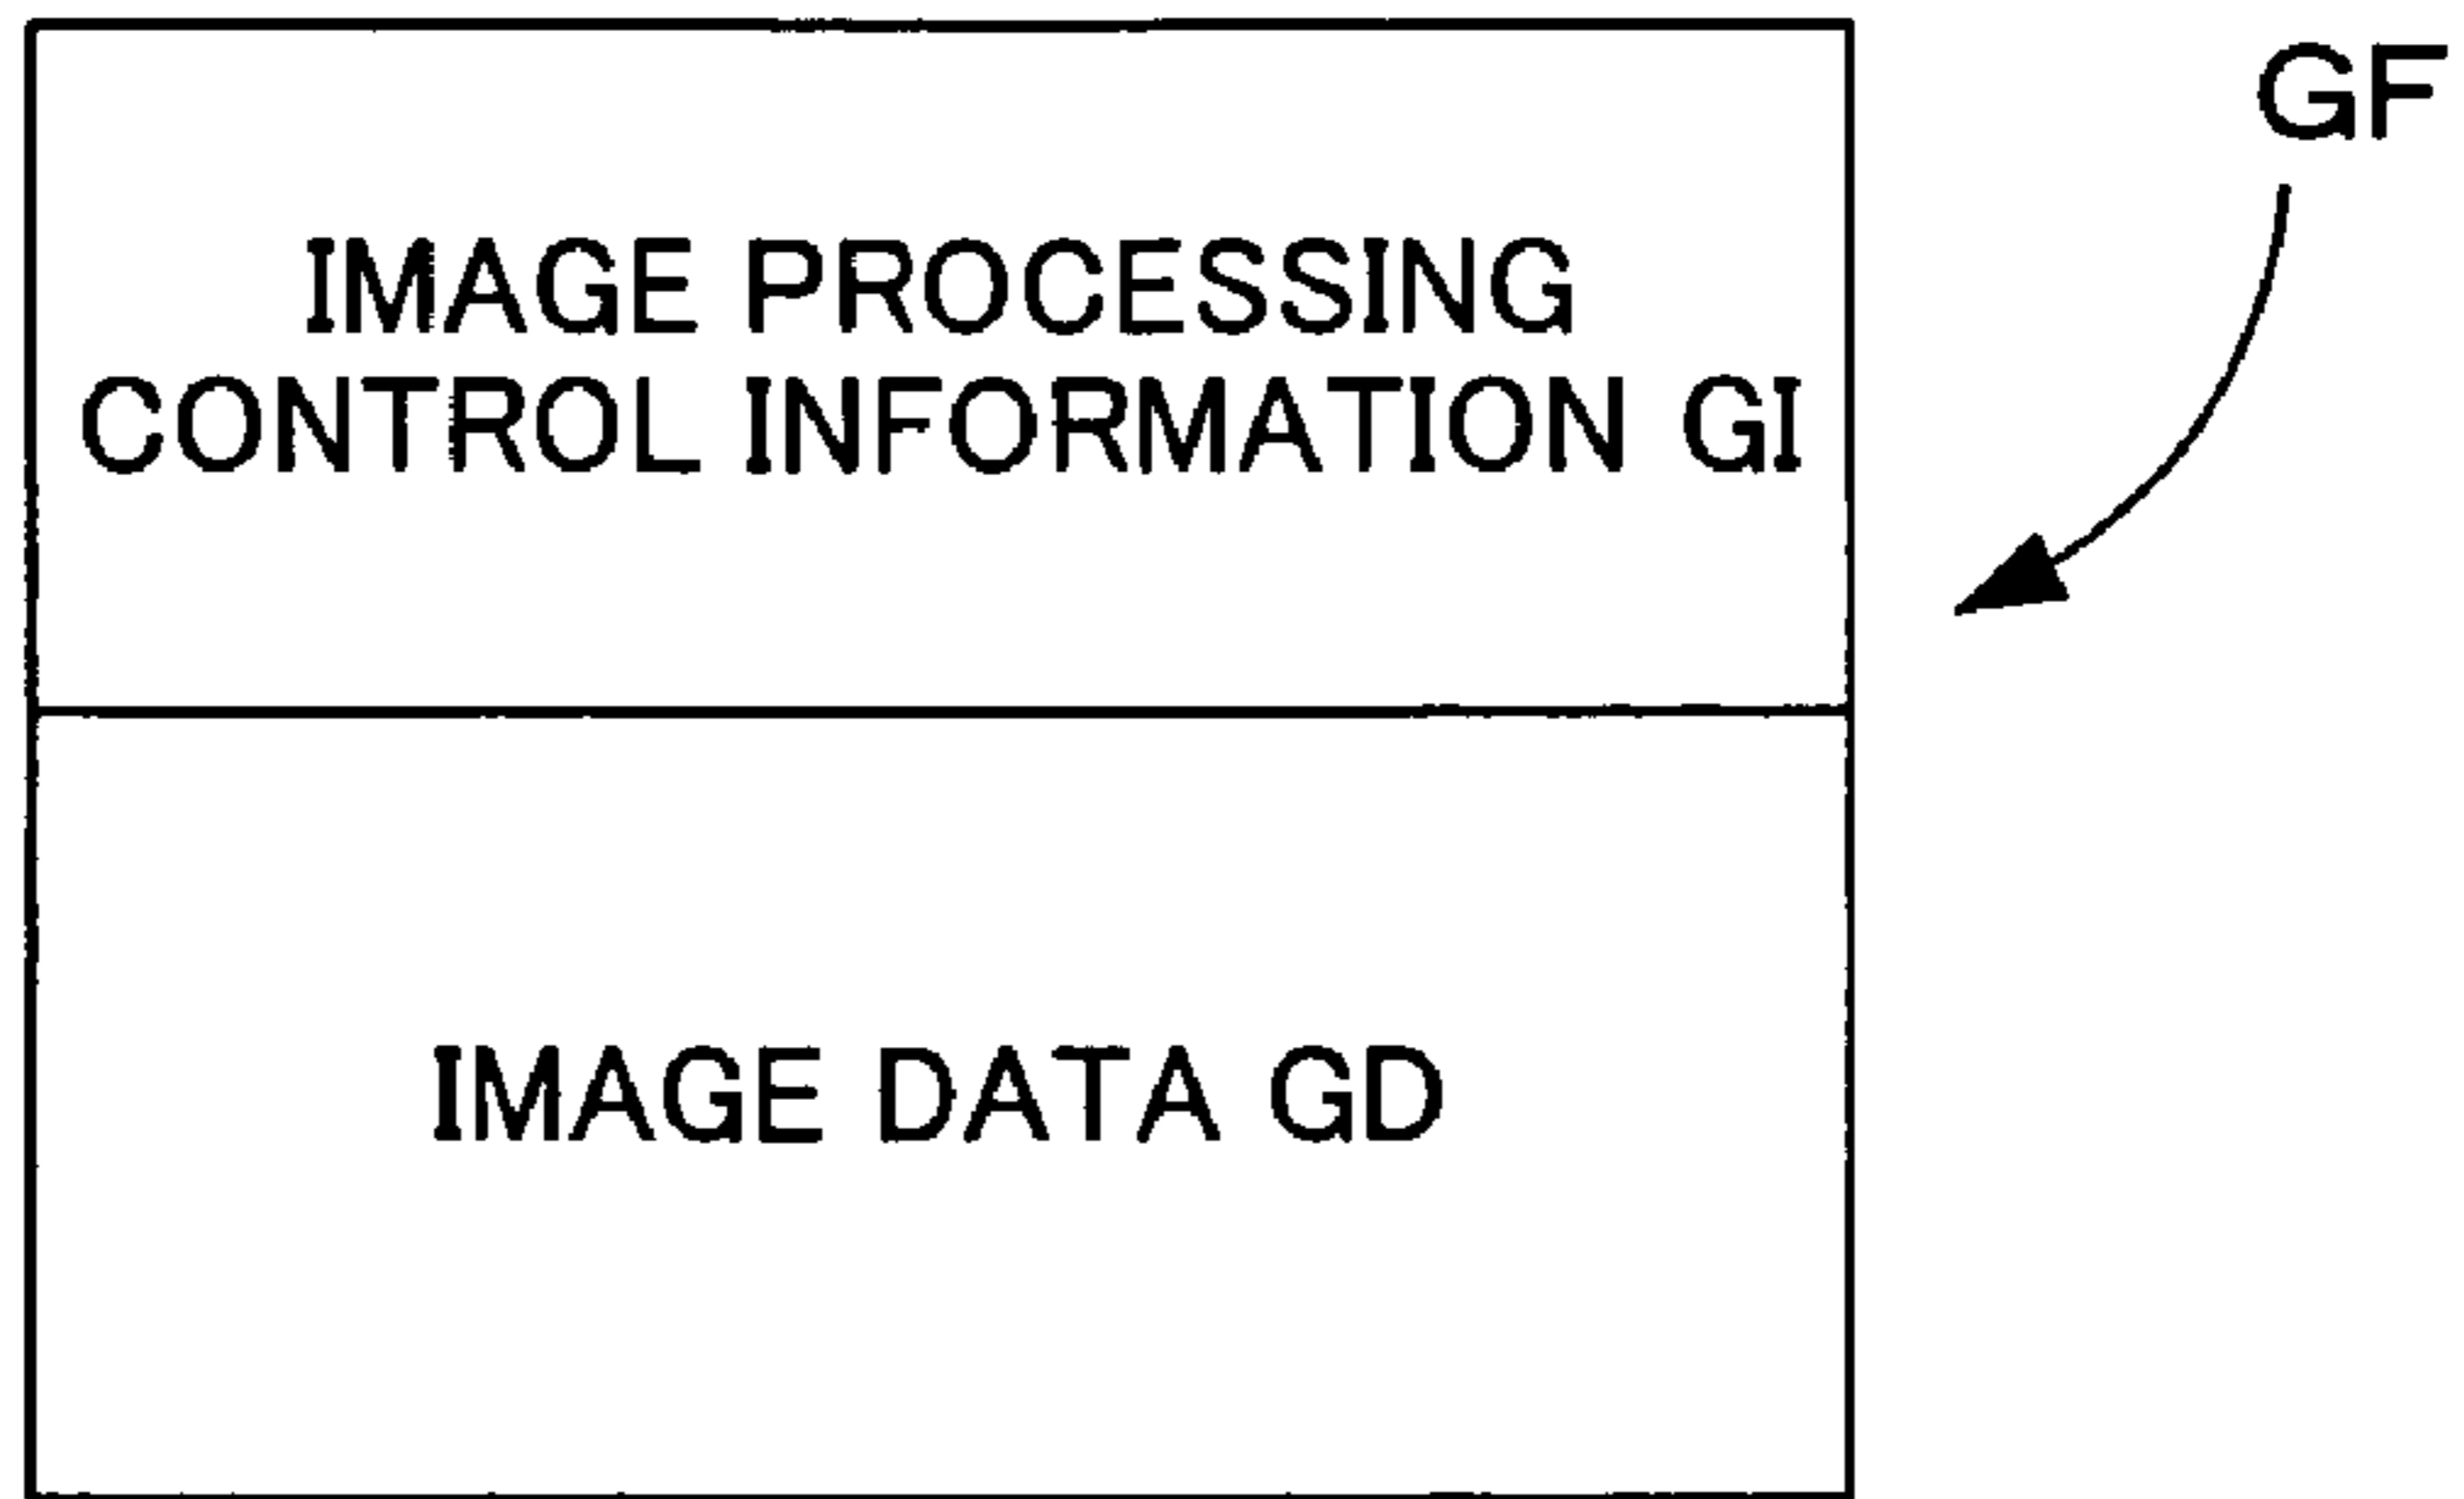 GF
IMAGE PROCESSING
CONTROL INFORMATION GI
IMAGE DATA GD